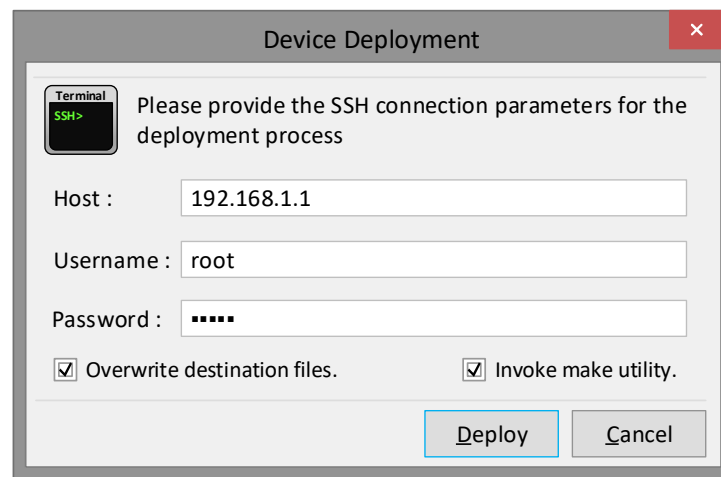 Device Deployment
Terminal
SSH>
Please provide the SSH connection parameters for the
deployment process
Host :
192.168.1.1
Username :
root
Password :
▪▪▪▪▪
Overwrite destination files.
Invoke make utility.
Deploy
Cancel